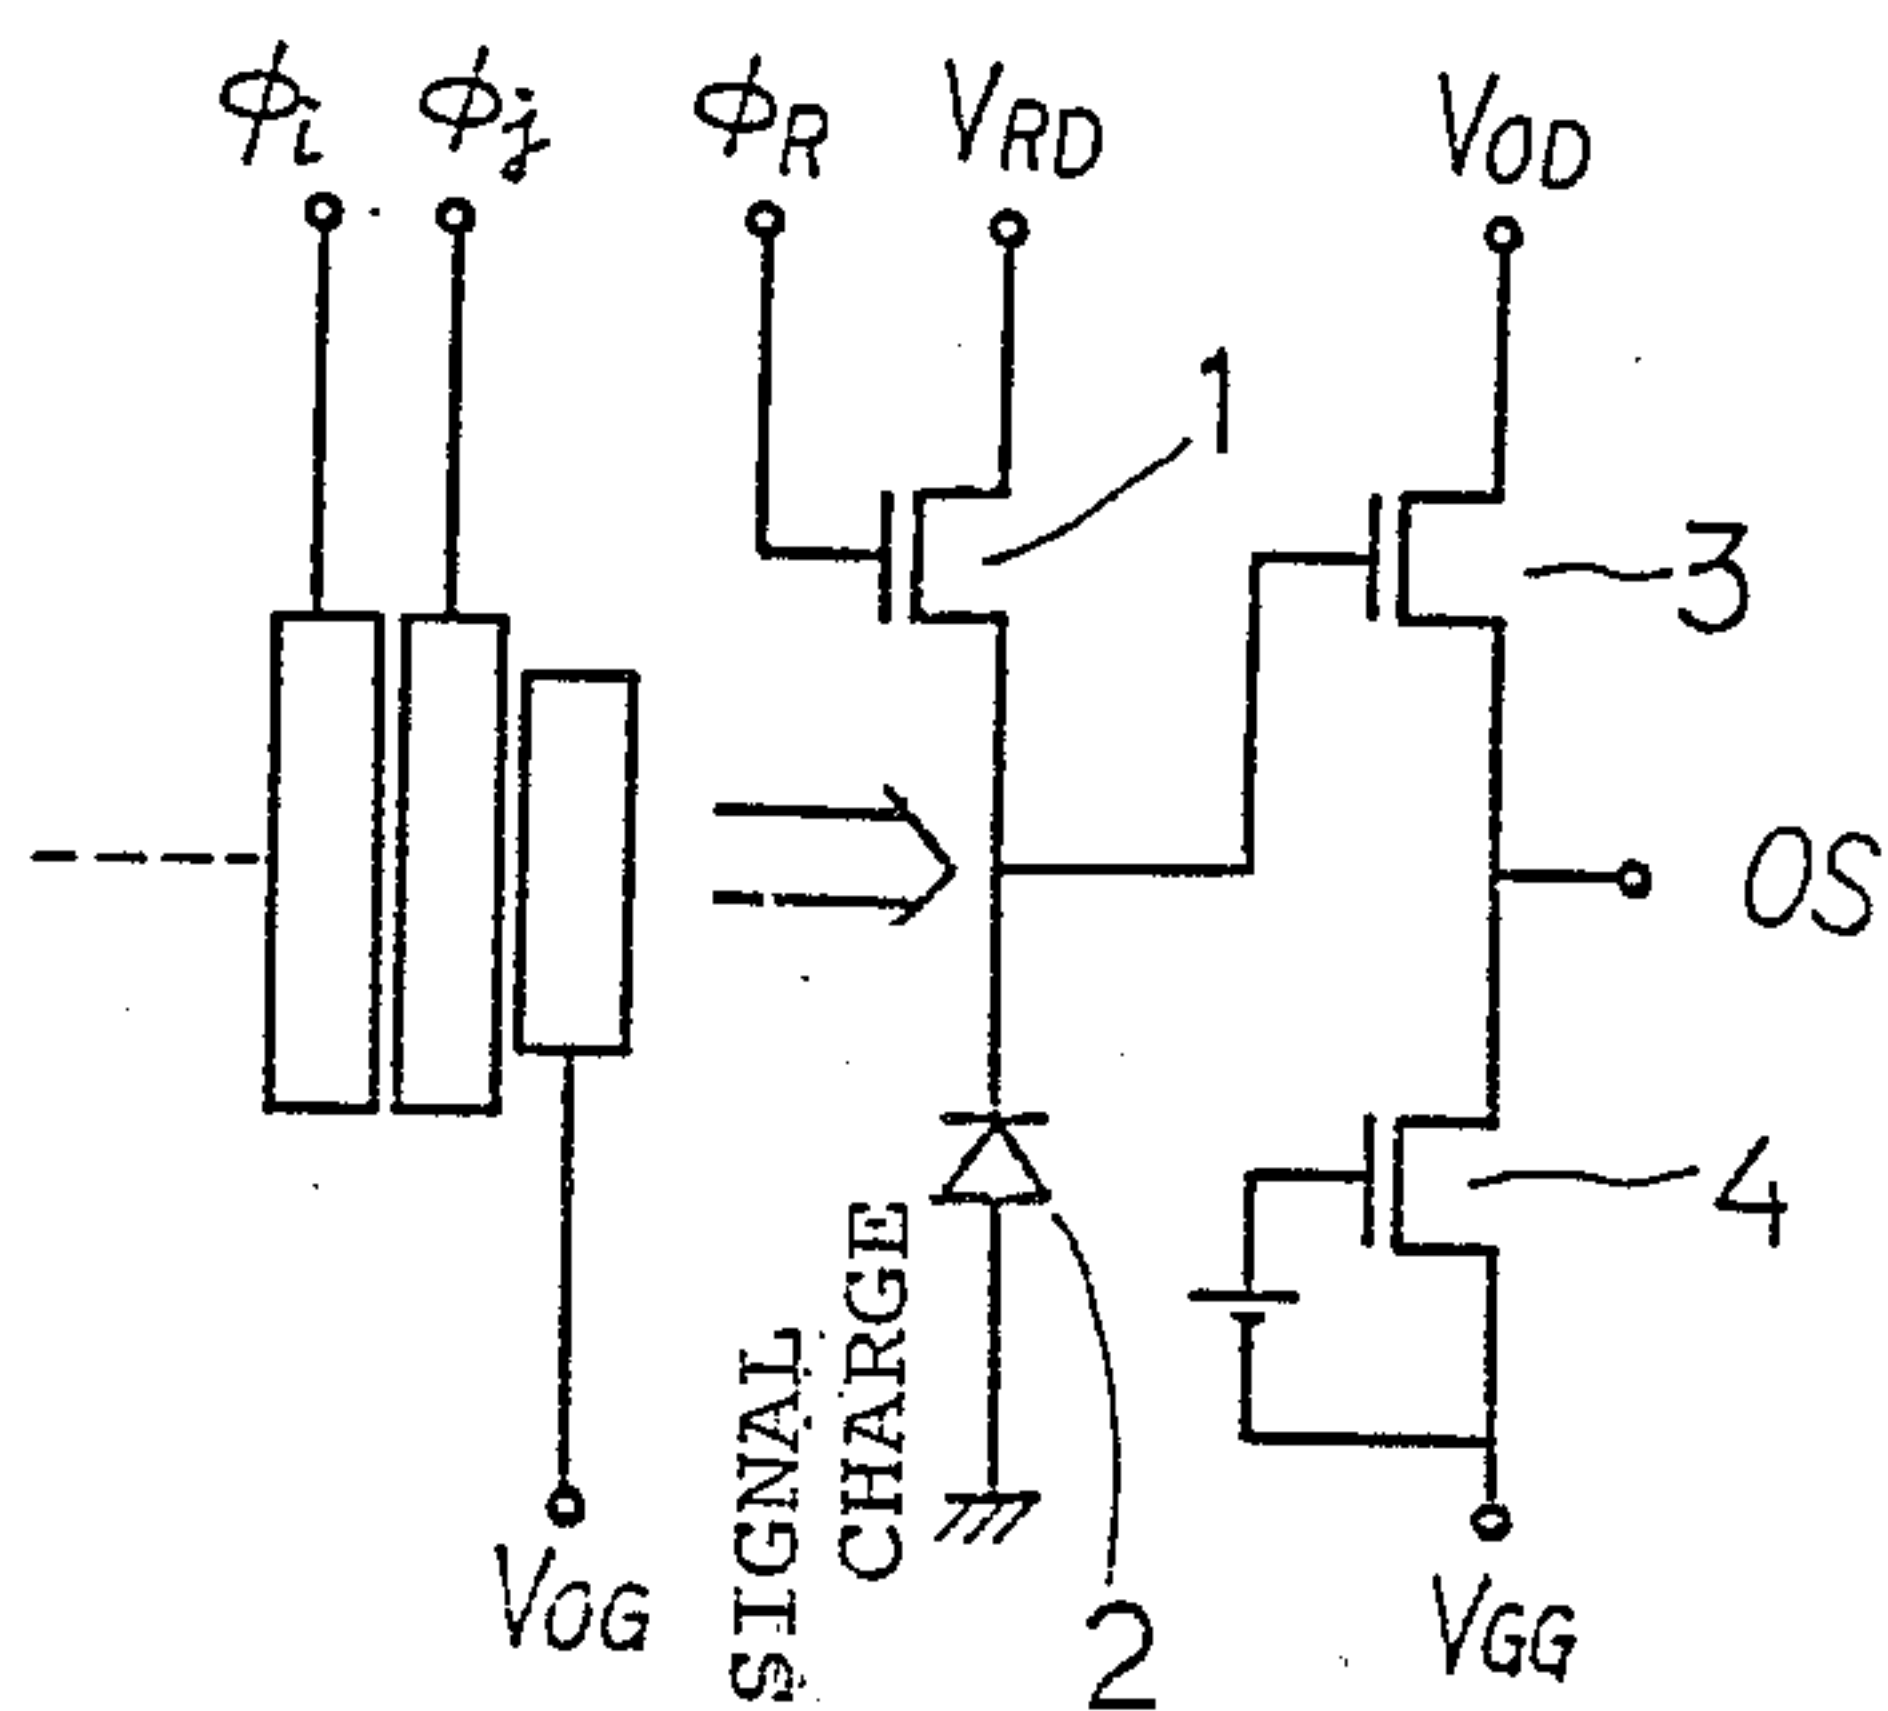 ϕi ϕj ϕR VRD VOD
1
3
OS
4
SIGNAL
CHARGE
VOG
2
VGG